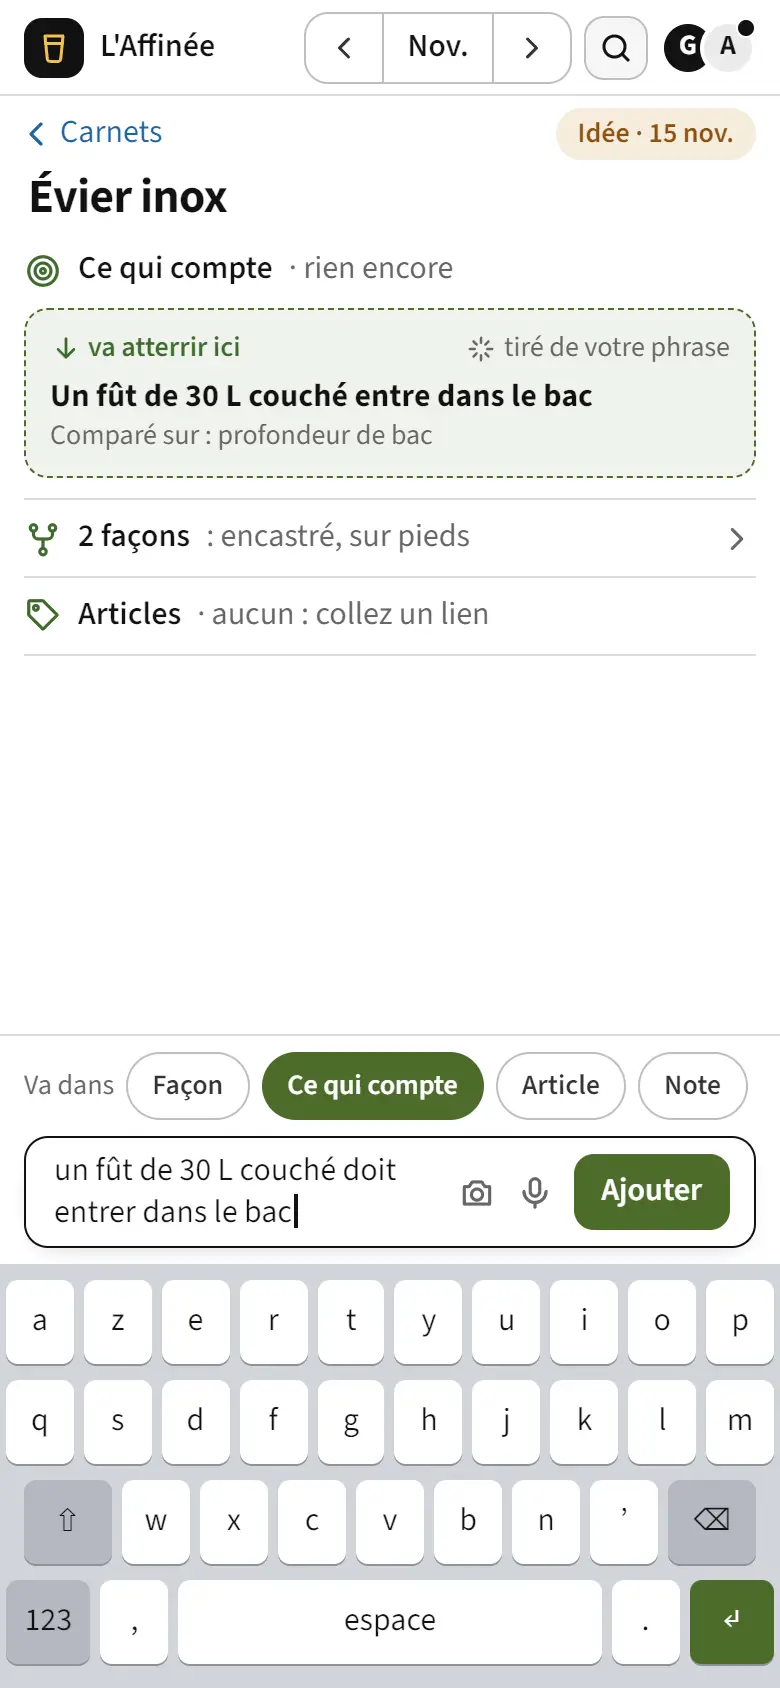 L'Affinée
Nov.
G
A
Carnets
Idée · 15 nov.
Évier inox
Ce qui compte · rien encore
va atterrir ici
tiré de votre phrase
Un fût de 30 L couché entre dans le bac
Comparé sur : profondeur de bac
2 façons : encastré, sur pieds
Articles · aucun : collez un lien
Va dans
Façon
Ce qui compte
Article
Note
un fût de 30 L couché doit
entrer dans le bac
Ajouter
a z e r t y u i o p
q s d f g h j k l m
⇧ w x c v b n ’ ⌫
123 , espace . ↵